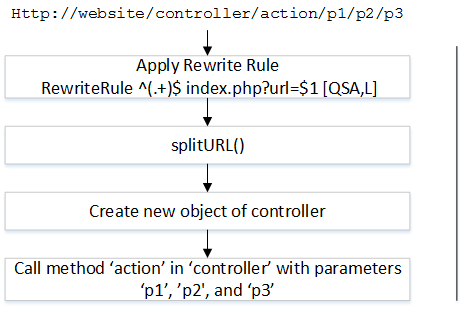 Http://website/controller/action/p1/p2/p3
Apply Rewrite Rule
RewriteRule ^(.+)$ index.php?url=$1 [QSA,L]
splitURL()
Create new object of controller
Call method ‘action’ in ‘controller’ with parameters
‘p1’, ’p2', and ‘p3’